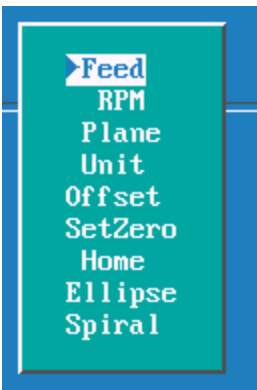 Feed
RPM
Plane
Unit
Offset
SetZero
Home
Ellipse
Spiral